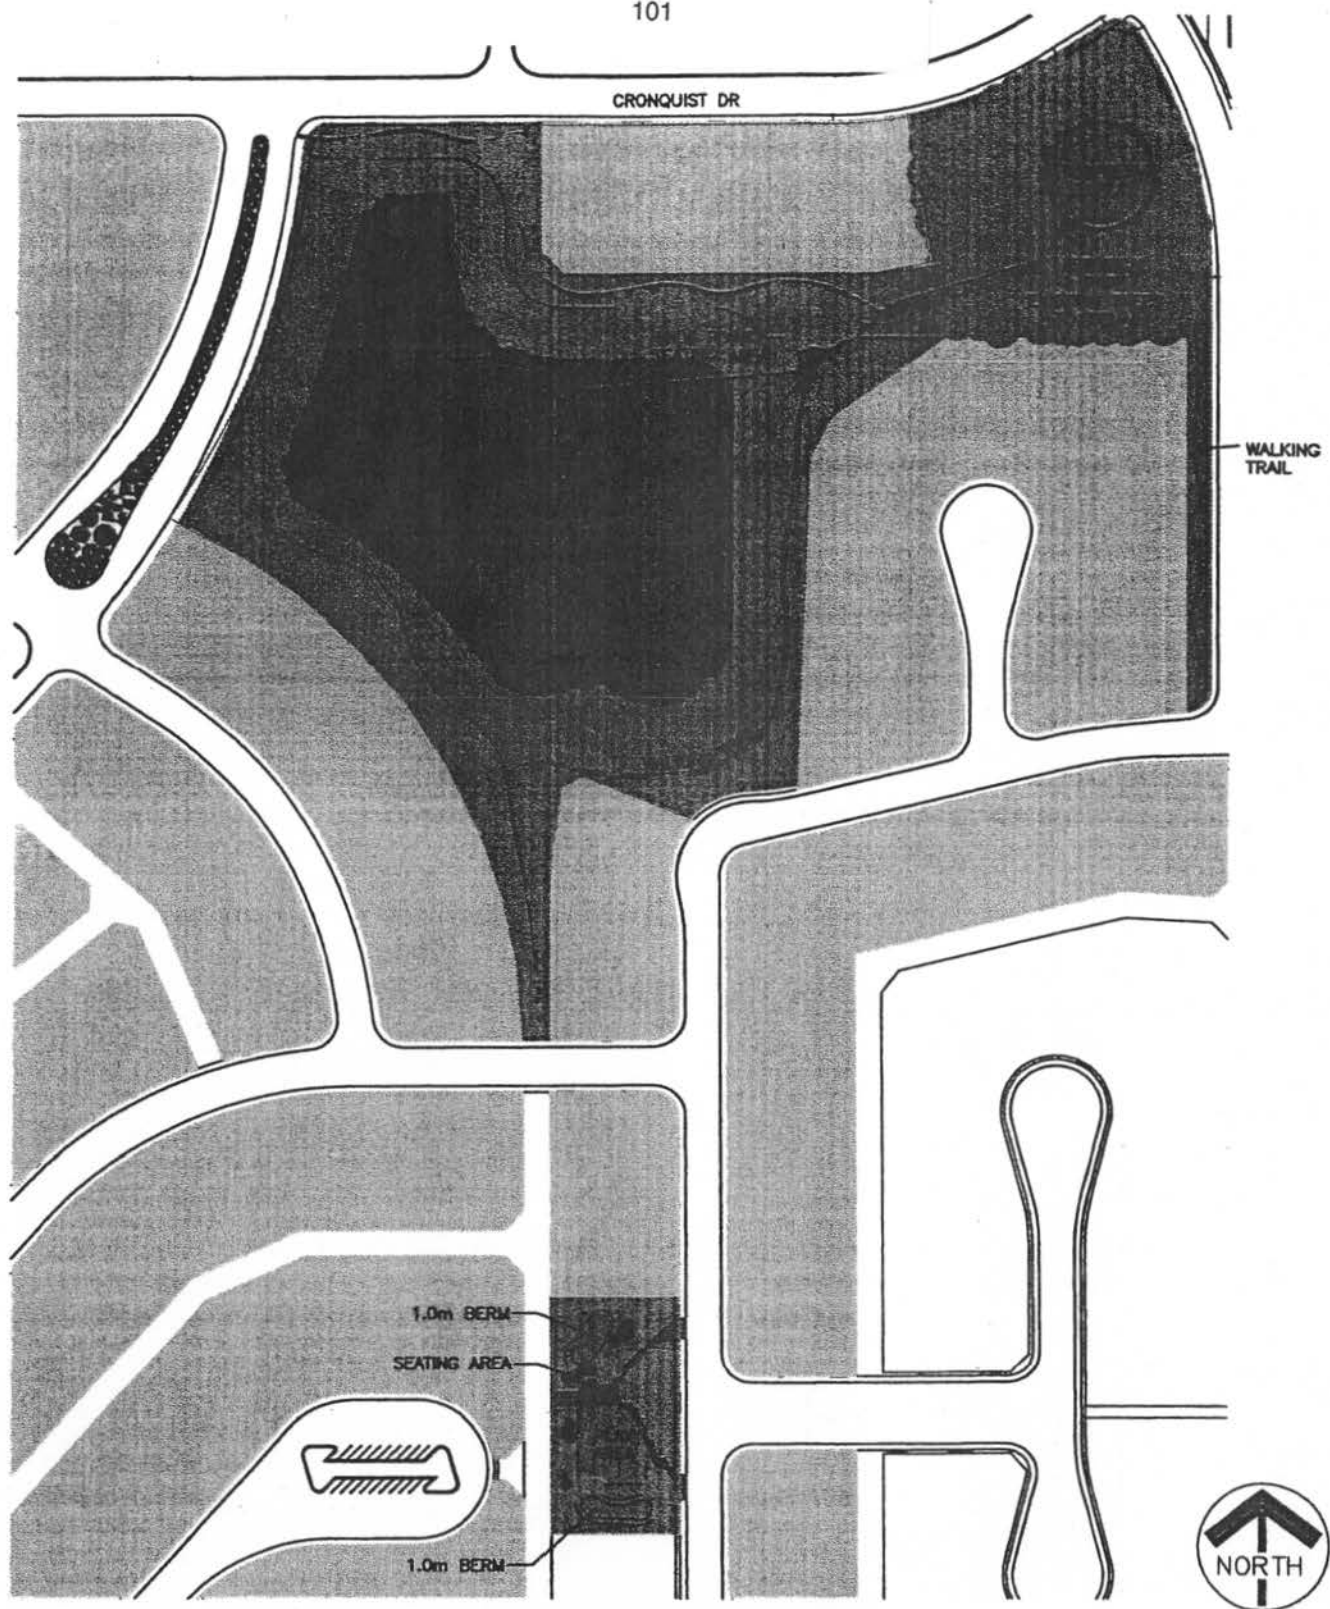 101
CRONQUIST DR
WALKING
TRAIL
1.0m BERM
SEATING AREA
1.0m BERM
NORTH